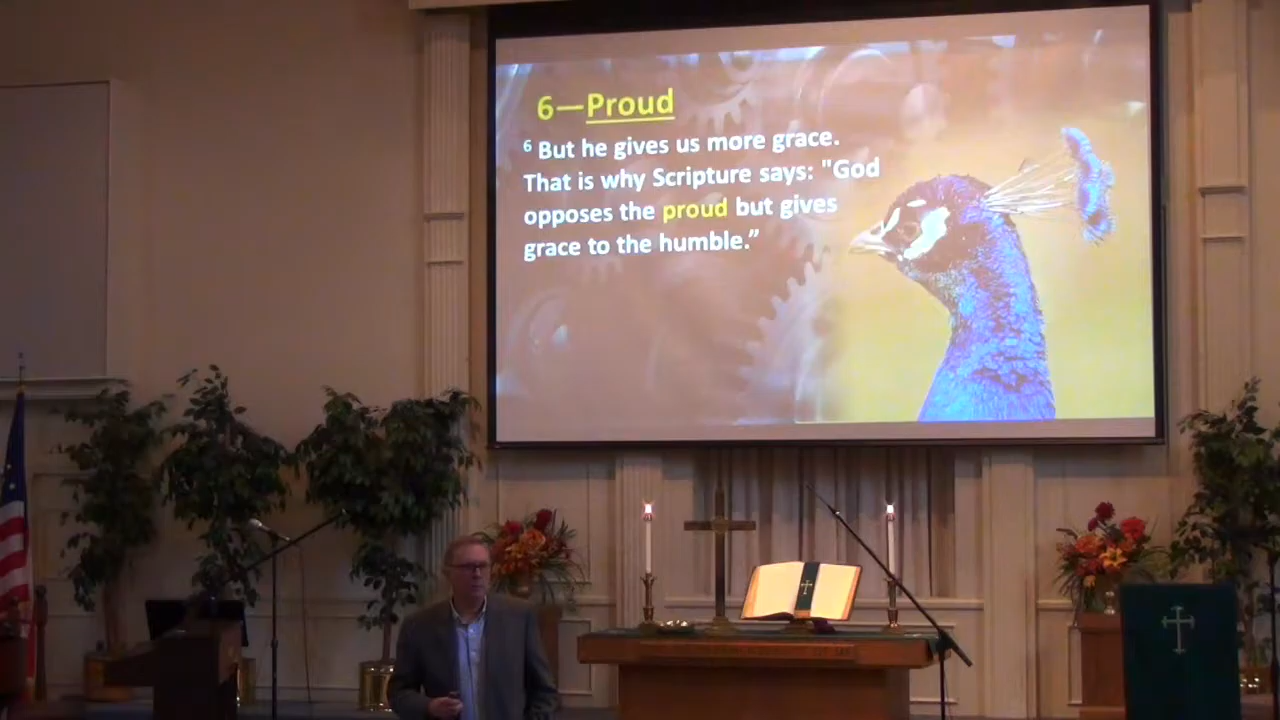 6—Proud
⁶ But he gives us more grace.
That is why Scripture says: "God
opposes the proud but gives
grace to the humble.”